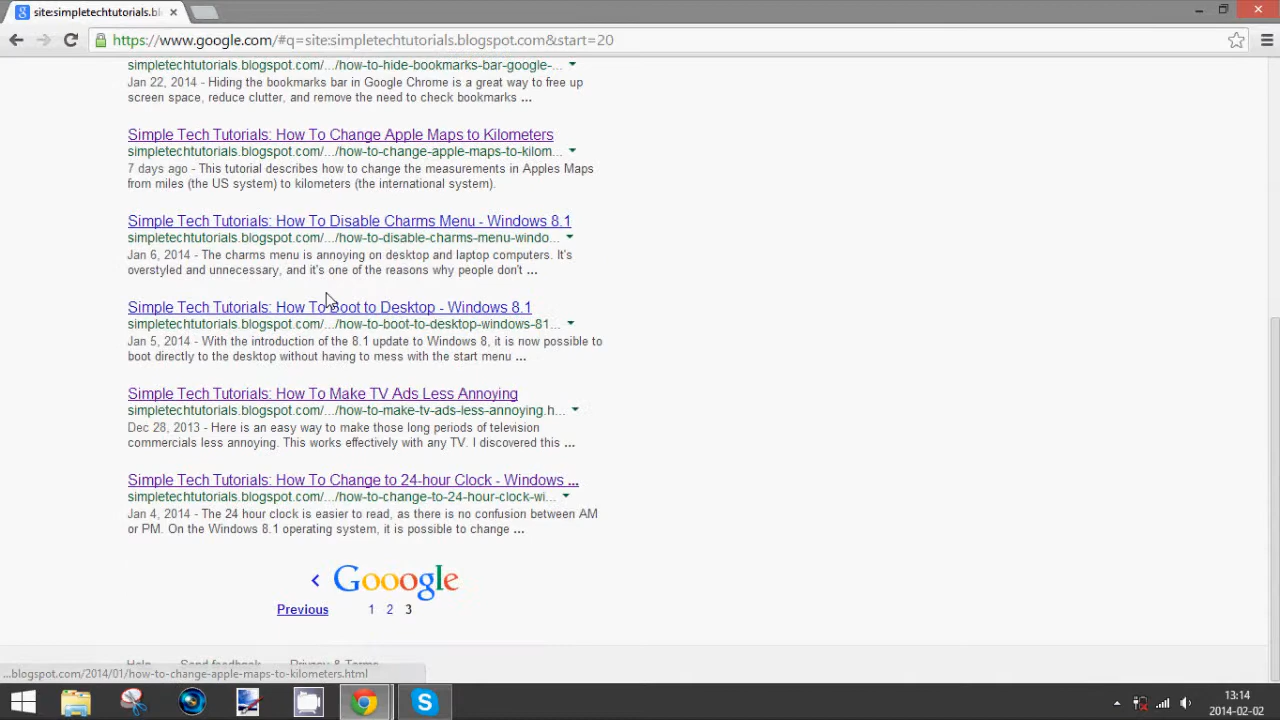 site:simpletechtutorials.bl
https://www.google.com/#q=site:simpletechtutorials.blogspot.com&start=20
simpletechtutorials.blogspot.com/.../how-to-hide-bookmarks-bar-google-...
Jan 22, 2014 - Hiding the bookmarks bar in Google Chrome is a great way to free up
screen space, reduce clutter, and remove the need to check bookmarks ...
Simple Tech Tutorials: How To Change Apple Maps to Kilometers
simpletechtutorials.blogspot.com/.../how-to-change-apple-maps-to-kilom...
7 days ago - This tutorial describes how to change the measurements in Apples Maps
from miles (the US system) to kilometers (the international system).
Simple Tech Tutorials: How To Disable Charms Menu - Windows 8.1
simpletechtutorials.blogspot.com/.../how-to-disable-charms-menu-windo...
Jan 6, 2014 - The charms menu is annoying on desktop and laptop computers. It's
overstyled and unnecessary, and it's one of the reasons why people don't ...
Simple Tech Tutorials: How To Boot to Desktop - Windows 8.1
simpletechtutorials.blogspot.com/.../how-to-boot-to-desktop-windows-81...
Jan 5, 2014 - With the introduction of the 8.1 update to Windows 8, it is now possible to
boot directly to the desktop without having to mess with the start menu ...
Simple Tech Tutorials: How To Make TV Ads Less Annoying
simpletechtutorials.blogspot.com/.../how-to-make-tv-ads-less-annoying.h...
Dec 28, 2013 - Here is an easy way to make those long periods of television
commercials less annoying. This works effectively with any TV. I discovered this ...
Simple Tech Tutorials: How To Change to 24-hour Clock - Windows ...
simpletechtutorials.blogspot.com/.../how-to-change-to-24-hour-clock-wi...
Jan 4, 2014 - The 24 hour clock is easier to read, as there is no confusion between AM
or PM. On the Windows 8.1 operating system, it is possible to change ...
< Gooogle
Previous 1 2 3
Help Send feedback Privacy & Terms
...blogspot.com/2014/01/how-to-change-apple-maps-to-kilometers.html
13:14
2014-02-02